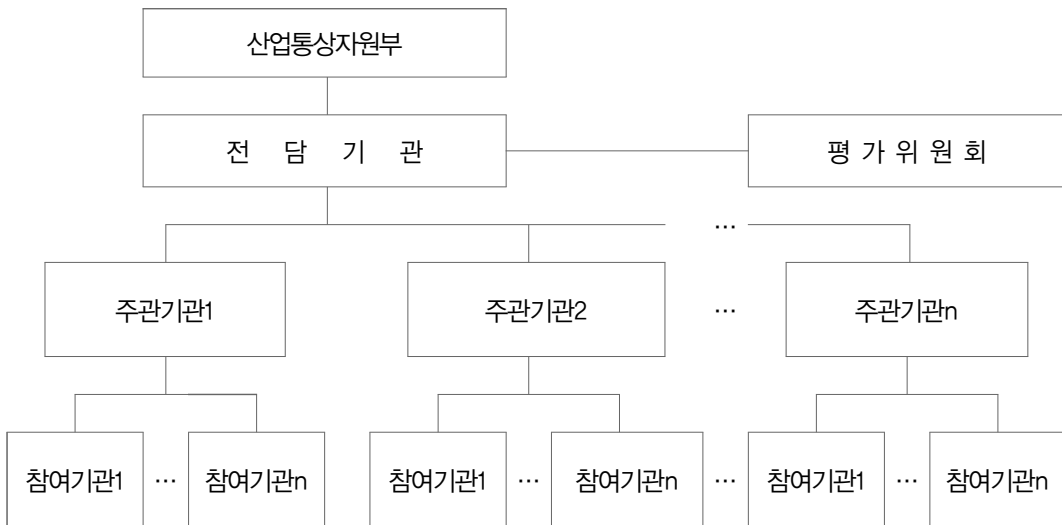 산업통상자원부
전 담 기 관 평 가 위 원 회
…
주관기관1 주관기관2 … 주관기관n
참여기관1 … 참여기관n 참여기관1 … 참여기관n … 참여기관1 … 참여기관n